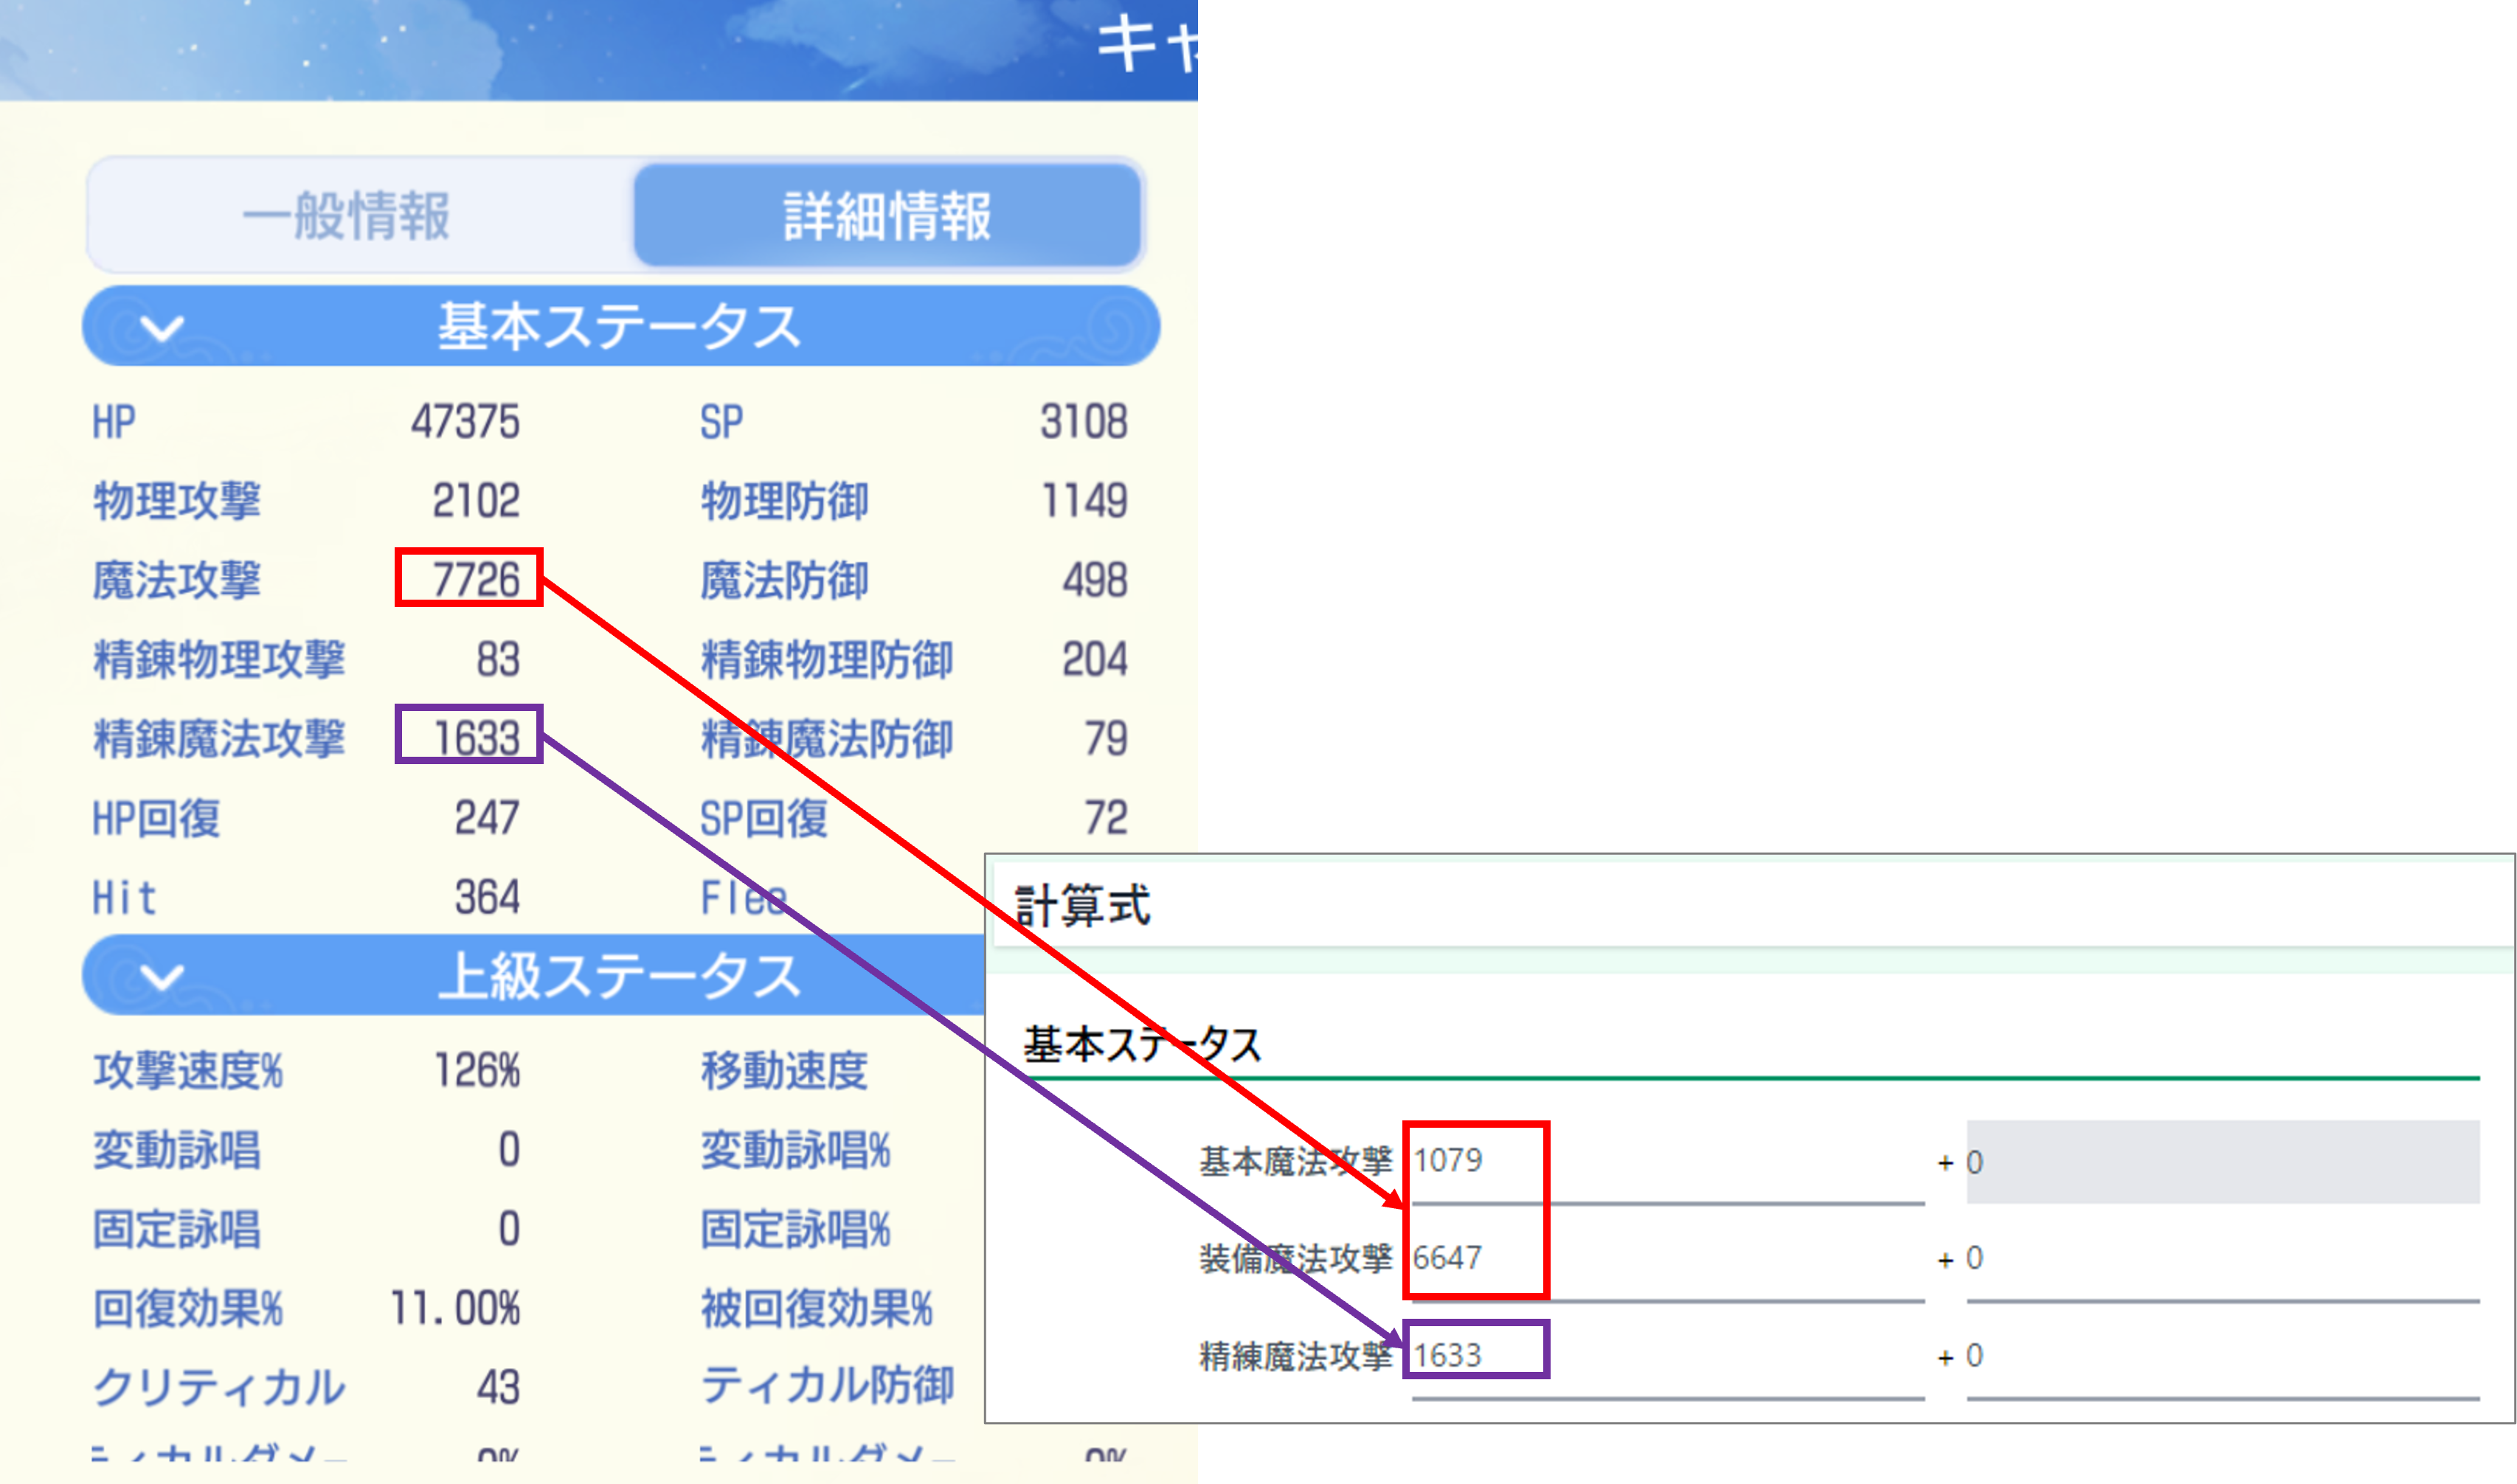 キャ
一般情報 詳細情報
基本ステータス
HP 47375 SP 3108
物理攻撃 2102 物理防御 1149
魔法攻撃 7726 魔法防御 498
精錬物理攻撃 83 精錬物理防御 204
精錬魔法攻撃 1633 精錬魔法防御 79
HP回復 247 SP回復 72
Hit 364 Flee
上級ステータス
攻撃速度% 126% 移動速度
変動詠唱 0 変動詠唱%
固定詠唱 0 固定詠唱%
回復効果% 11.00% 被回復効果%
クリティカル 43 ティカル防御
計算式
基本ステータス
基本魔法攻撃 1079 + 0
装備魔法攻撃 6647 + 0
精練魔法攻撃 1633 + 0